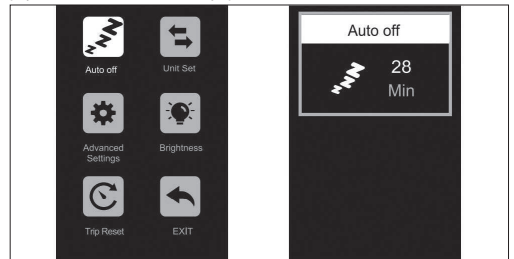 Auto off
Unit Set
Advanced
Settings
Brightness
Trip Reset
EXIT
Auto off
28
Min